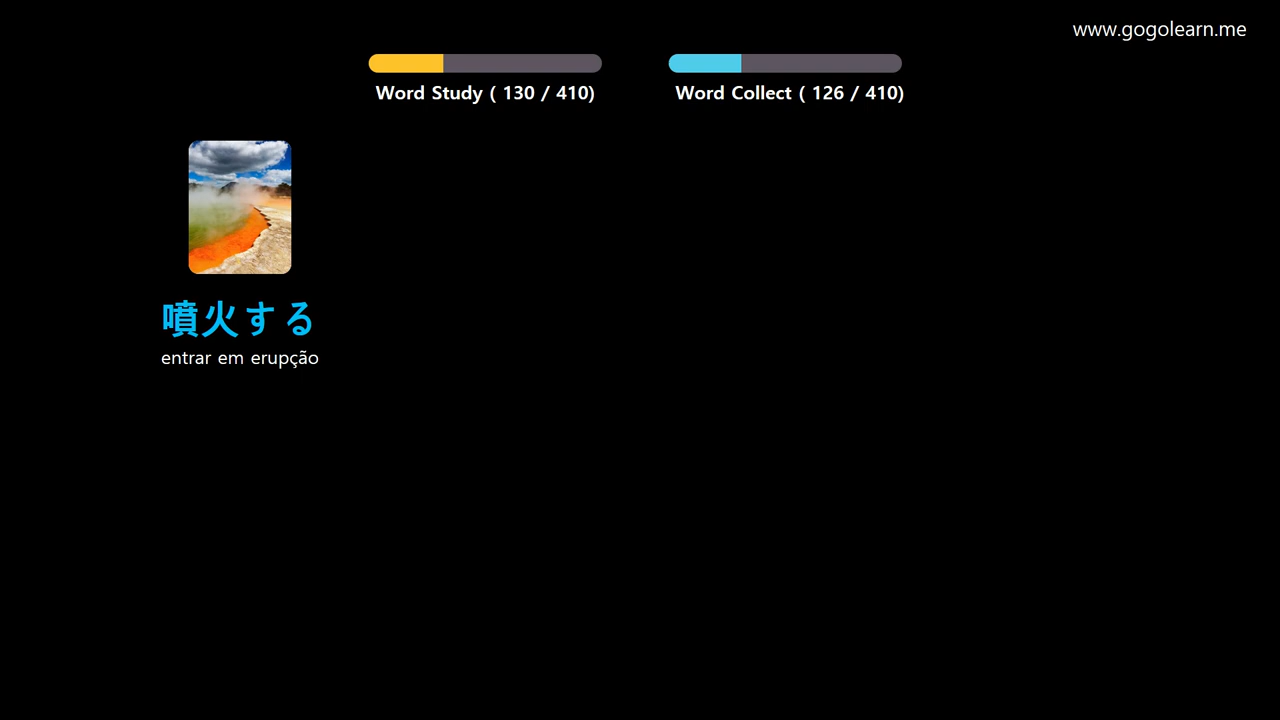 www.gogolearn.me
Word Study ( 130 / 410)
Word Collect ( 126 / 410)
噴火する
entrar em erupção